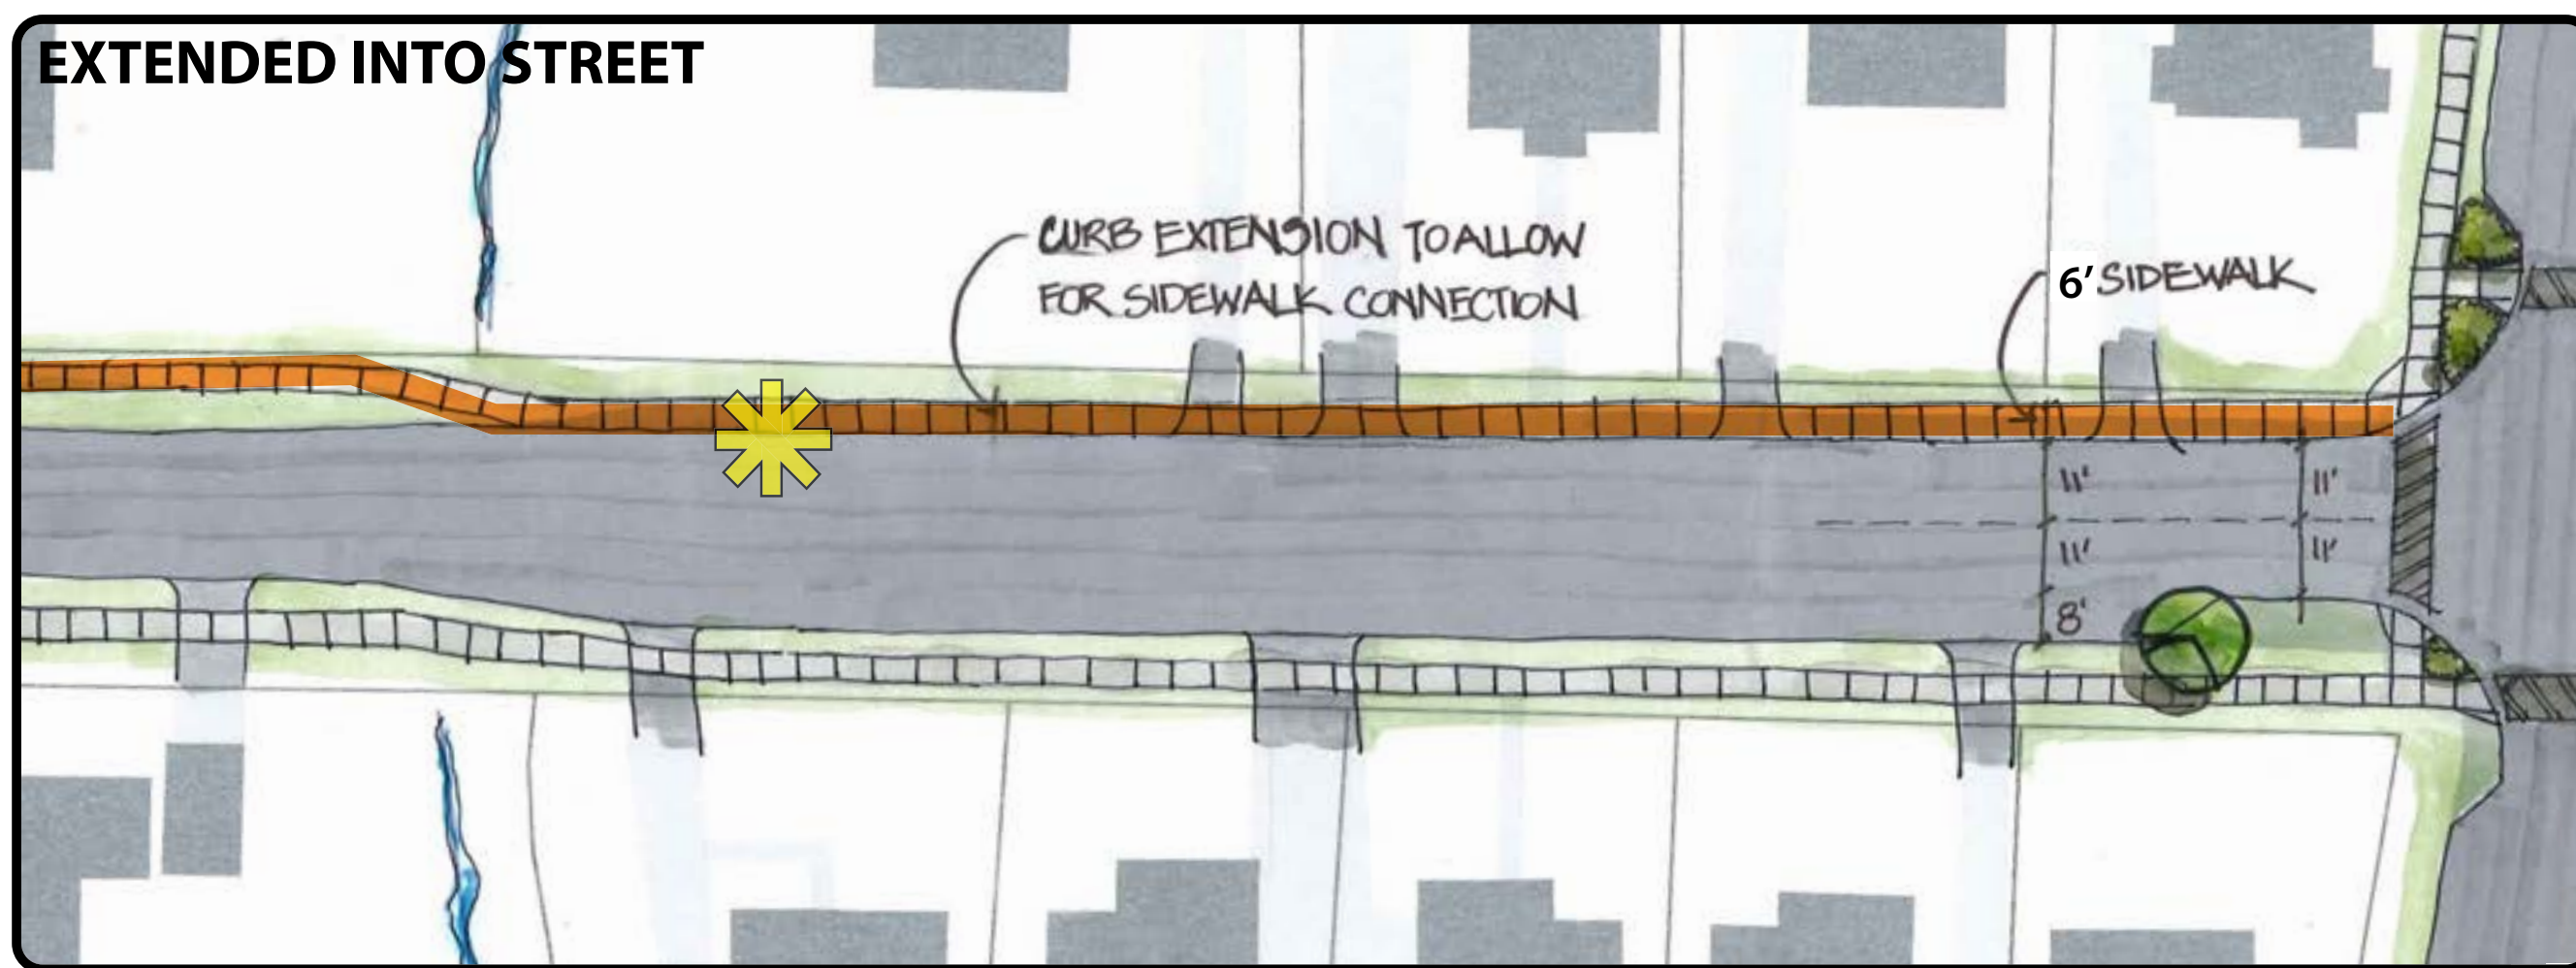 EXTENDED INTO STREET
CURB EXTENSION TO ALLOW
FOR SIDEWALK CONNECTION
6' SIDEWALK
11'
11'
11'
11'
8'